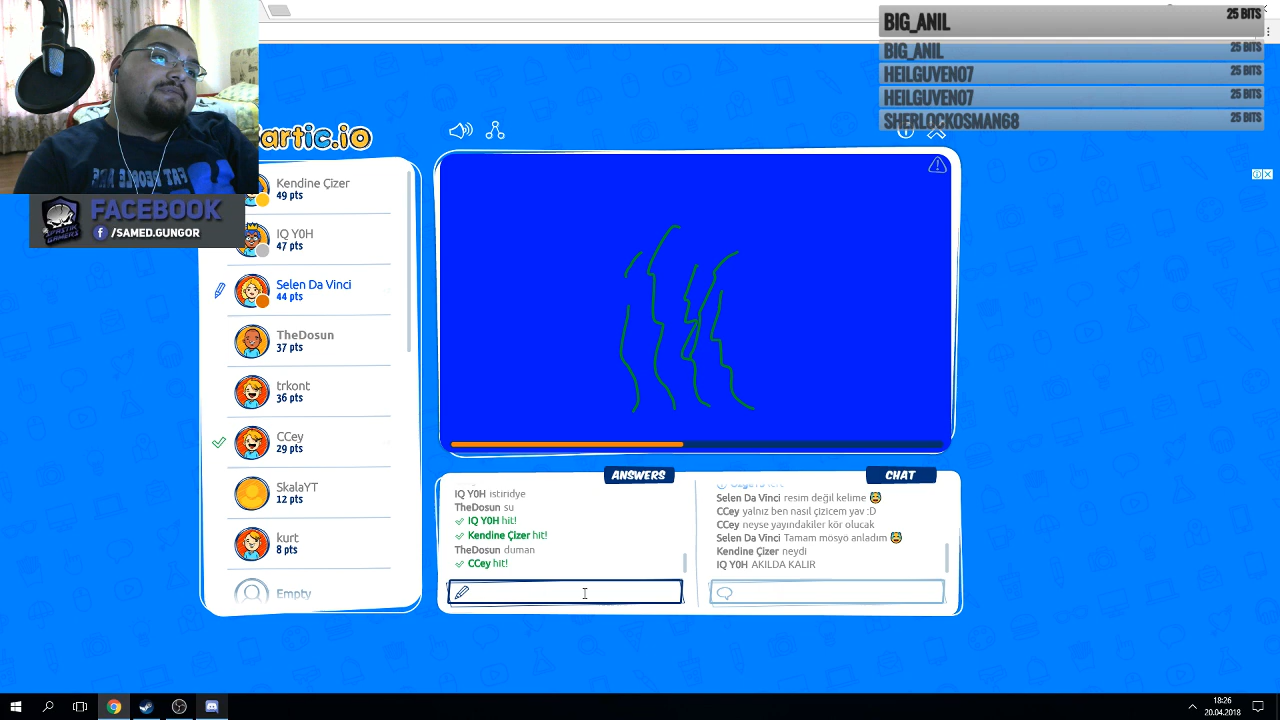 BIG_ANIL 25 BITS
BIG_ANIL 25 BITS
HEILGUVEN07 25 BITS
HEILGUVEN07 25 BITS
SHERLOCKOSMAN68 25 BITS
artic.io
FACEBOOK
f /SAMED.GUNGOR
Kendine Çizer
49 pts
IQ Y0H
47 pts
Selen Da Vinci
44 pts
TheDosun
37 pts
trkont
36 pts
CCey
29 pts
SkalaYT
12 pts
kurt
8 pts
Empty
ANSWERS
IQ Y0H istiridye
TheDosun su
IQ Y0H hit!
Kendine Çizer hit!
TheDosun duman
CCey hit!
CHAT
Selen Da Vinci resim değil kelime
CCey yalnız ben nasıl çizicem yav :D
CCey neyse yayındakiler kör olucak
Selen Da Vinci Tamam mösyo anladım
Kendine Çizer neydi
IQ Y0H AKILDA KALIR
18:26
20.04.2018